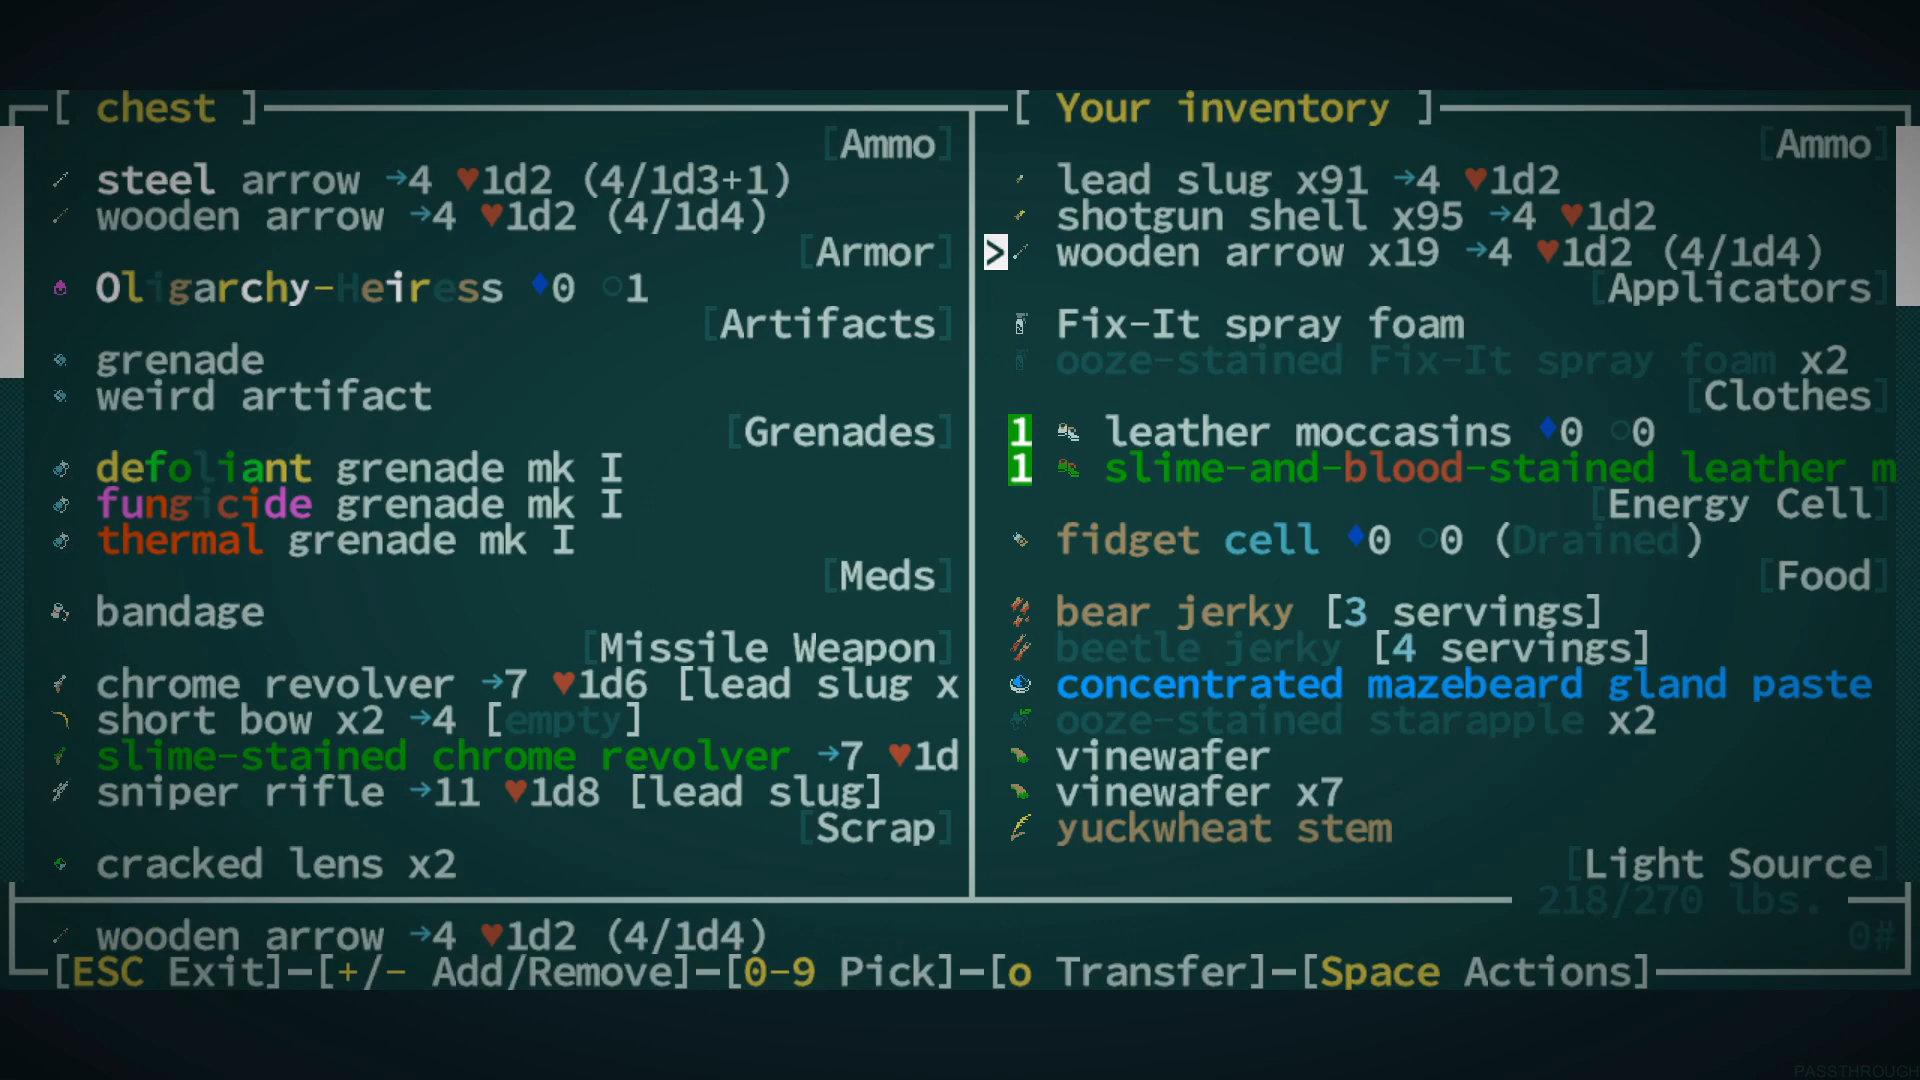 [ chest ]
[Ammo]
steel arrow →4 ♥1d2 (4/1d3+1)
wooden arrow →4 ♥1d2 (4/1d4)
[Armor]
Oligarchy-Heiress ♦0 ○1
[Artifacts]
grenade
weird artifact
[Grenades]
defoliant grenade mk I
fungicide grenade mk I
thermal grenade mk I
[Meds]
bandage
[Missile Weapon]
chrome revolver →7 ♥1d6 [lead slug x
short bow x2 →4 [empty]
slime-stained chrome revolver →7 ♥1d
sniper rifle →11 ♥1d8 [lead slug]
[Scrap]
cracked lens x2
[ Your inventory ]
[Ammo]
lead slug x91 →4 ♥1d2
shotgun shell x95 →4 ♥1d2
> wooden arrow x19 →4 ♥1d2 (4/1d4)
[Applicators]
Fix-It spray foam
ooze-stained Fix-It spray foam x2
[Clothes]
1 leather moccasins ♦0 ○0
1 slime-and-blood-stained leather m
[Energy Cell]
fidget cell ♦0 ○0 (Drained)
[Food]
bear jerky [3 servings]
beetle jerky [4 servings]
concentrated mazebeard gland paste
ooze-stained starapple x2
vinewafer
vinewafer x7
yuckwheat stem
[Light Source]
218/270 lbs.
wooden arrow →4 ♥1d2 (4/1d4)
0#
[ESC Exit]-[+/- Add/Remove]-[0-9 Pick]-[o Transfer]-[Space Actions]
PASSTHROUGH